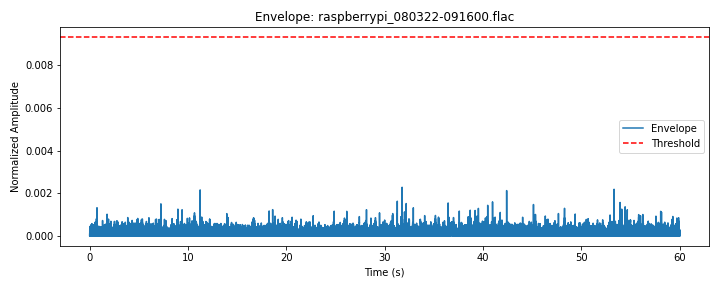 Envelope: raspberrypi_080322-091600.flac
Normalized Amplitude
0.008
0.006
0.004
0.002
0.000
Envelope
Threshold
0
10
20
30
40
50
60
Time (s)